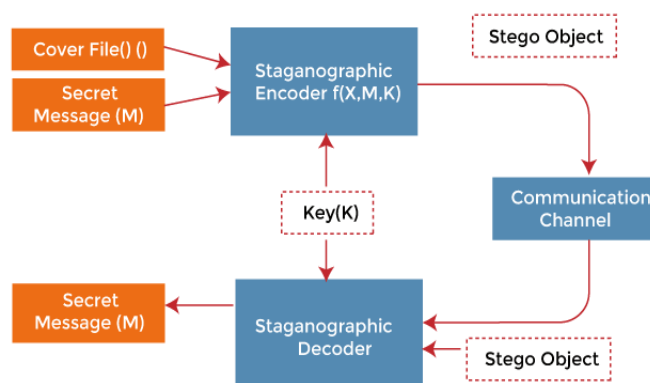 Cover File() ()
Secret
Message (M)
Staganographic
Encoder f(X,M,K)
Stego Object
Key(K)
Communication
Channel
Secret
Message (M)
Staganographic
Decoder
Stego Object